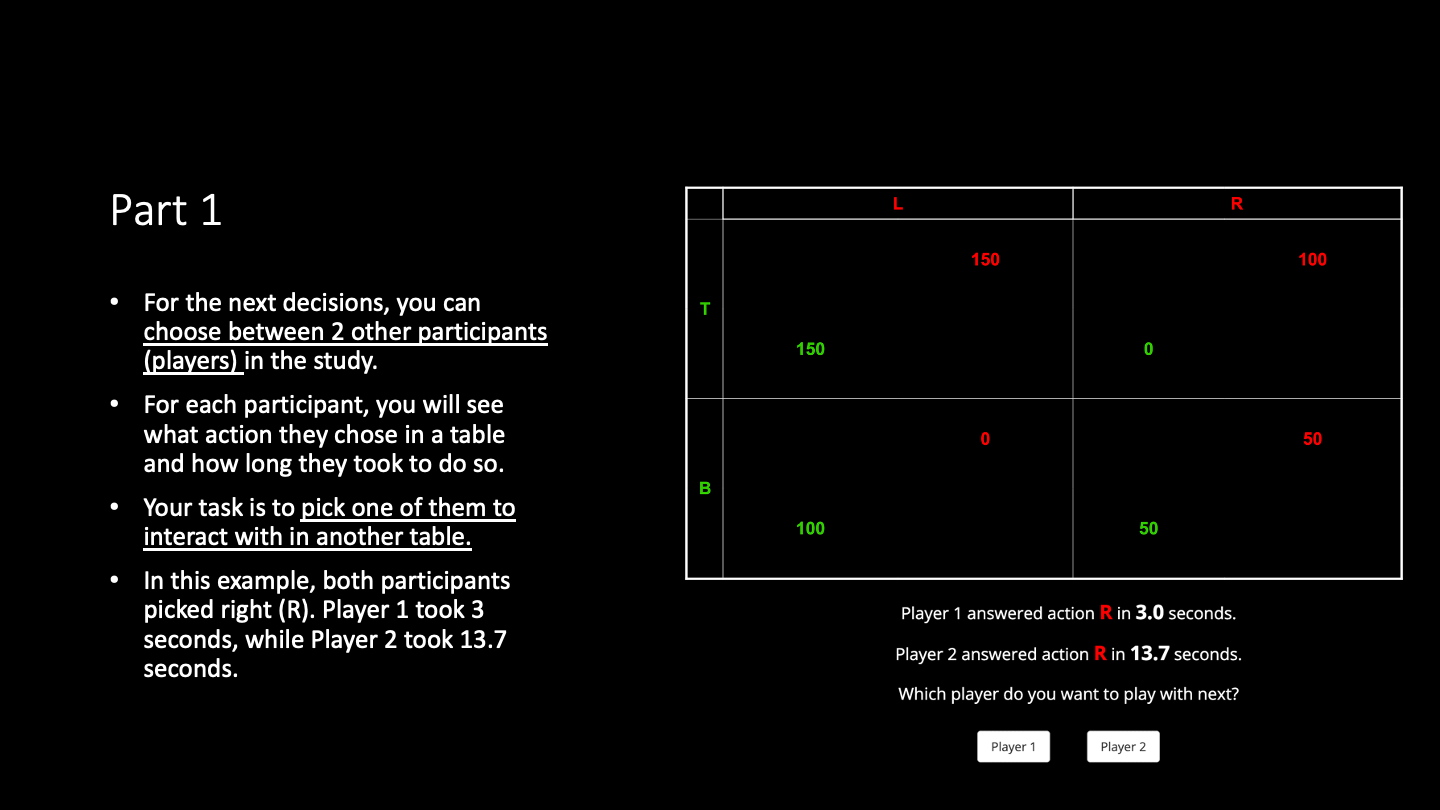 Part 1
• For the next decisions, you can
choose between 2 other participants
(players) in the study.
• For each participant, you will see
what action they chose in a table
and how long they took to do so.
• Your task is to pick one of them to
interact with in another table.
• In this example, both participants
picked right (R). Player 1 took 3
seconds, while Player 2 took 13.7
seconds.
L R
150 100
T
150 0
0 50
B
100 50
Player 1 answered action R in 3.0 seconds.
Player 2 answered action R in 13.7 seconds.
Which player do you want to play with next?
Player 1 Player 2